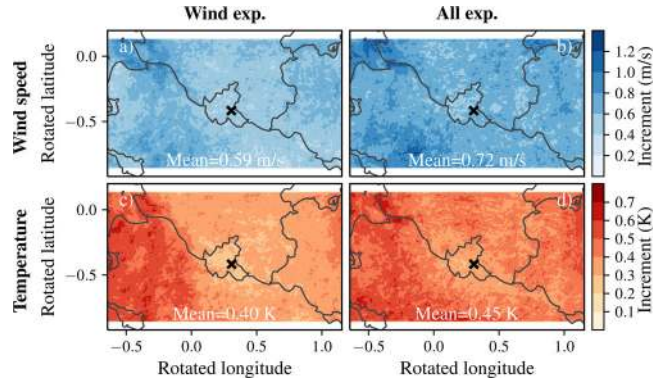 Wind exp.
All exp.
Wind speed
Rotated latitude
0.0
−0.5
a)
Mean=0.59 m/s
b)
Mean=0.72 m/s
1.2
1.0
0.8
0.6
0.4
0.2
Increment (m/s)
Temperature
Rotated latitude
0.0
−0.5
c)
Mean=0.40 K
d)
Mean=0.45 K
0.7
0.6
0.5
0.4
0.3
0.2
0.1
Increment (K)
−0.5
0.0
0.5
1.0
−0.5
0.0
0.5
1.0
Rotated longitude
Rotated longitude